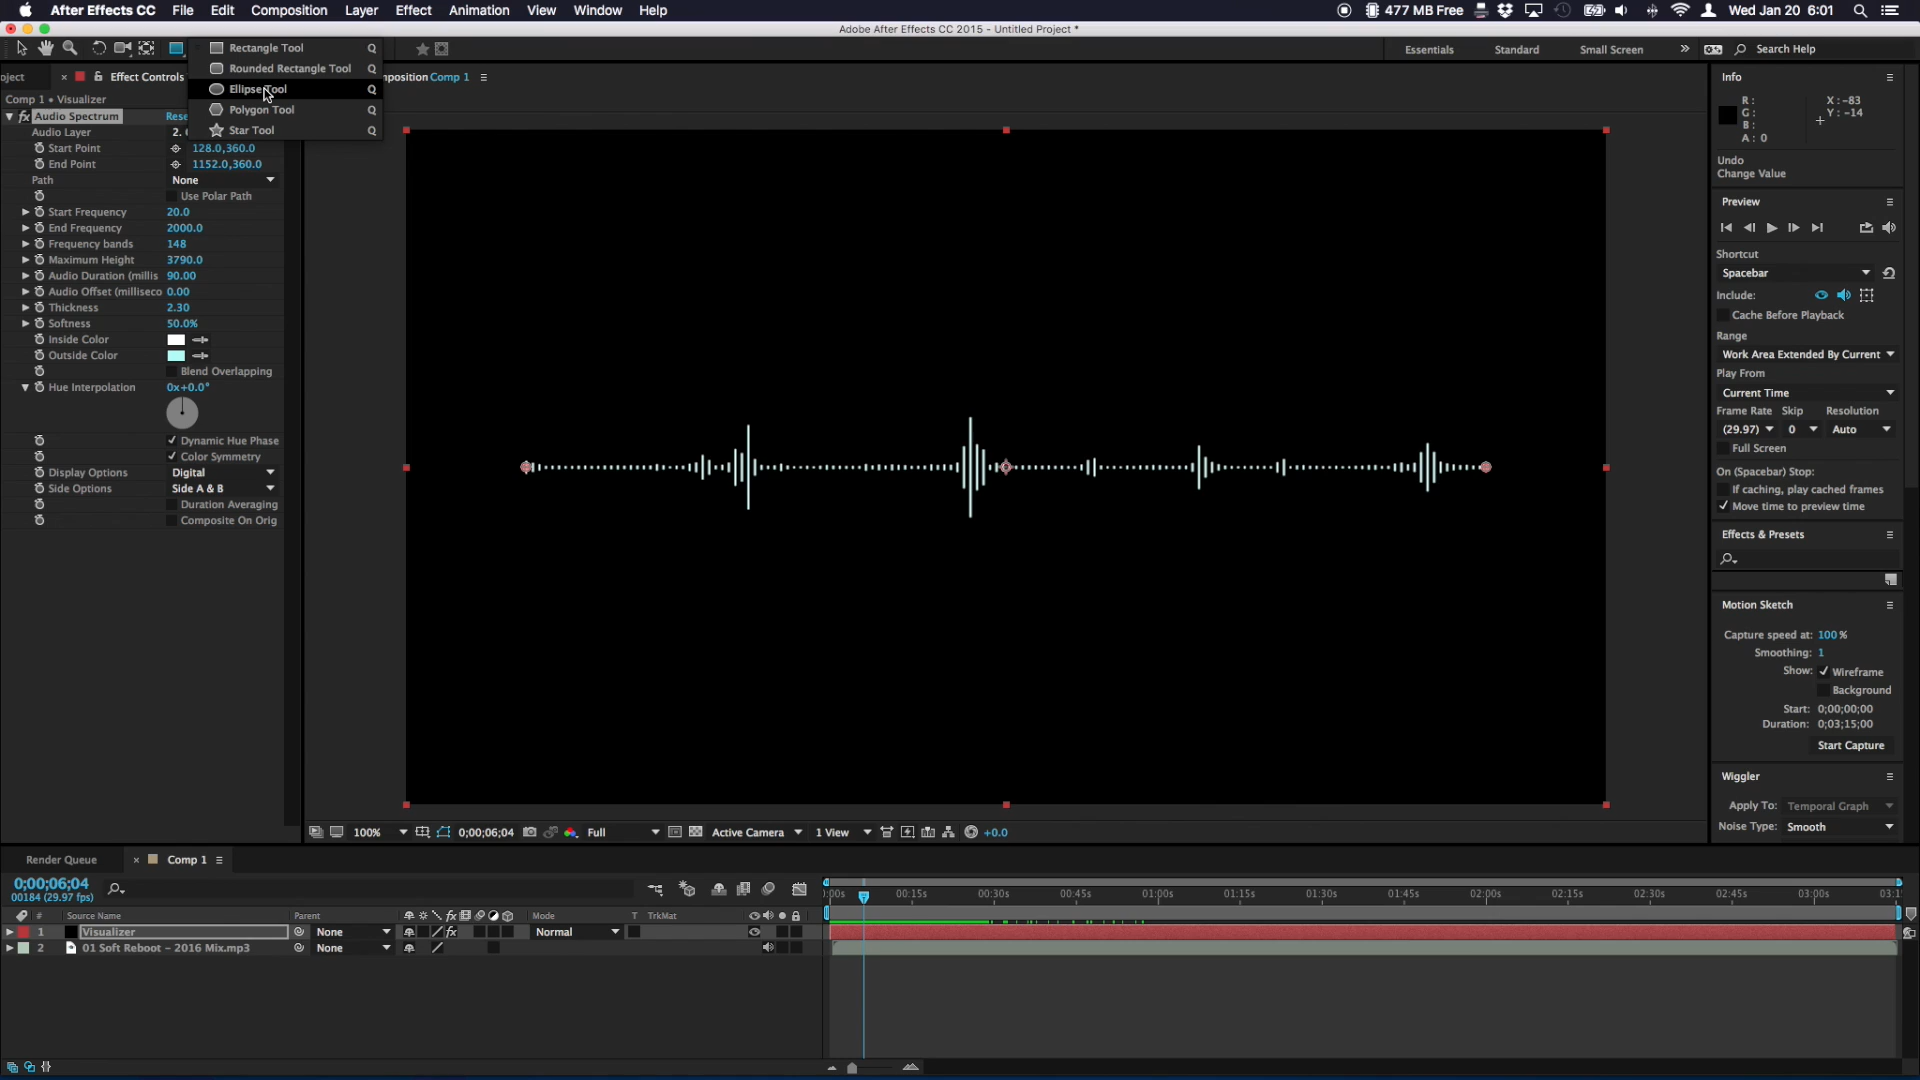 After Effects CC File Edit Composition Layer Effect Animation View Window Help 477 MB Free Wed Jan 20 6:01
Adobe After Effects CC 2015 - Untitled Project *
Essentials Standard Small Screen » Search Help
Rectangle Tool Q
Rounded Rectangle Tool Q
Ellipse Tool Q
Polygon Tool Q
Star Tool Q
oject × Effect Controls
position Comp 1
Comp 1 • Visualizer
fx Audio Spectrum Rese
Audio Layer 2.
Start Point 128.0,360.0
End Point 1152.0,360.0
Path None
Use Polar Path
Start Frequency 20.0
End Frequency 2000.0
Frequency bands 148
Maximum Height 3790.0
Audio Duration (millis 90.00
Audio Offset (milliseco 0.00
Thickness 2.30
Softness 50.0%
Inside Color
Outside Color
Blend Overlapping
Hue Interpolation 0x+0.0°
Dynamic Hue Phase
Color Symmetry
Display Options Digital
Side Options Side A & B
Duration Averaging
Composite On Orig
100% 0;00;06;04 Full Active Camera 1 View +0.0
Info
R: X: -83
G: Y: -14
B:
A: 0
Undo
Change Value
Preview
Shortcut
Spacebar
Include:
Cache Before Playback
Range
Work Area Extended By Current
Play From
Current Time
Frame Rate Skip Resolution
(29.97) 0 Auto
Full Screen
On (Spacebar) Stop:
If caching, play cached frames
Move time to preview time
Effects & Presets
Motion Sketch
Capture speed at: 100 %
Smoothing: 1
Show: Wireframe
Background
Start: 0;00;00;00
Duration: 0;03;15;00
Start Capture
Wiggler
Apply To: Temporal Graph
Noise Type: Smooth
Render Queue × Comp 1
0;00;06;04
00184 (29.97 fps)
:00s 00:15s 00:30s 00:45s 01:00s 01:15s 01:30s 01:45s 02:00s 02:15s 02:30s 02:45s 03:00s 03:1
# Source Name Parent fx Mode T TrkMat
1 Visualizer None fx Normal
2 01 Soft Reboot - 2016 Mix.mp3 None